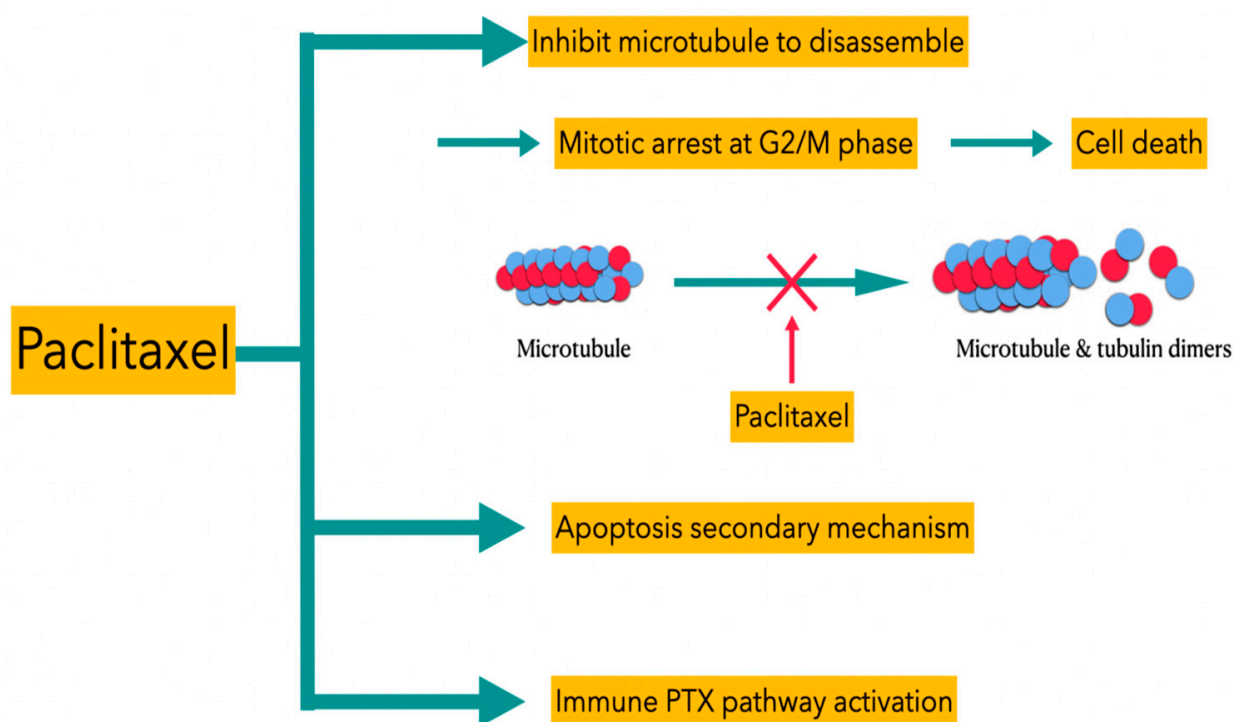 Inhibit microtubule to disassemble
Mitotic arrest at G2/M phase
Cell death
Microtubule
Microtubule & tubulin dimers
Paclitaxel
Paclitaxel
Apoptosis secondary mechanism
Immune PTX pathway activation